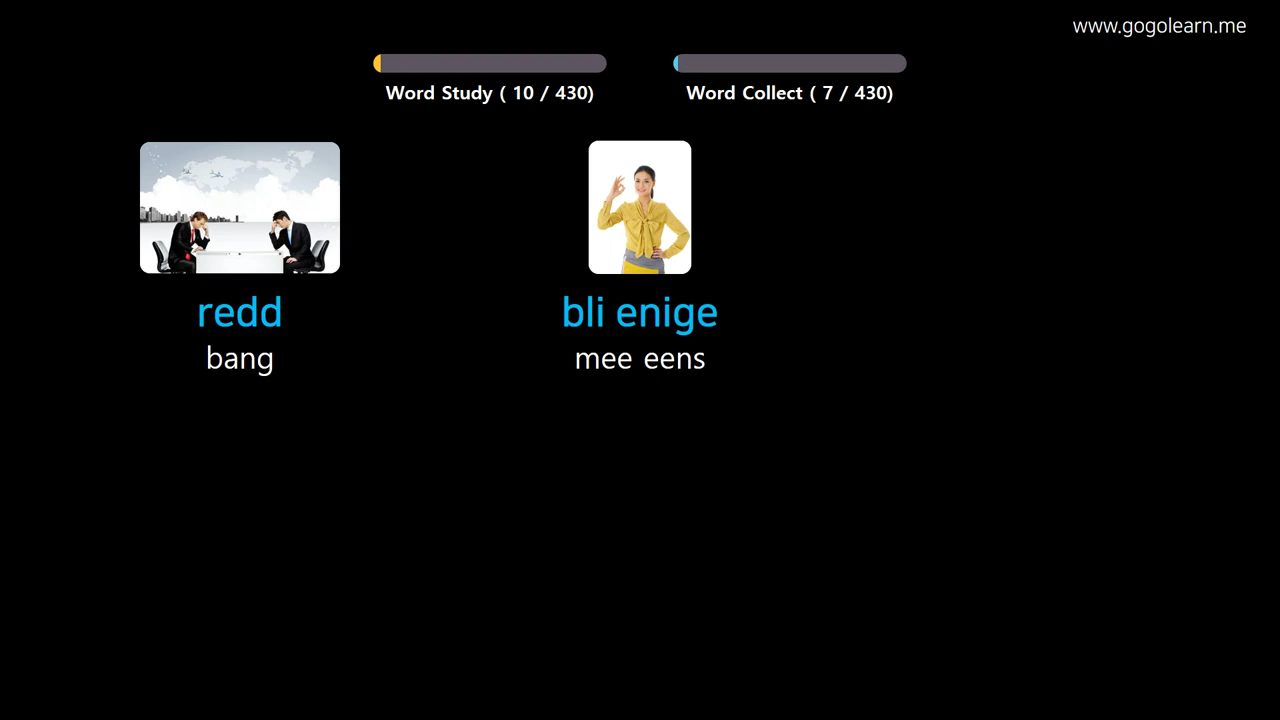 www.gogolearn.me
Word Study ( 10 / 430)
Word Collect ( 7 / 430)
redd
bang
bli enige
mee eens